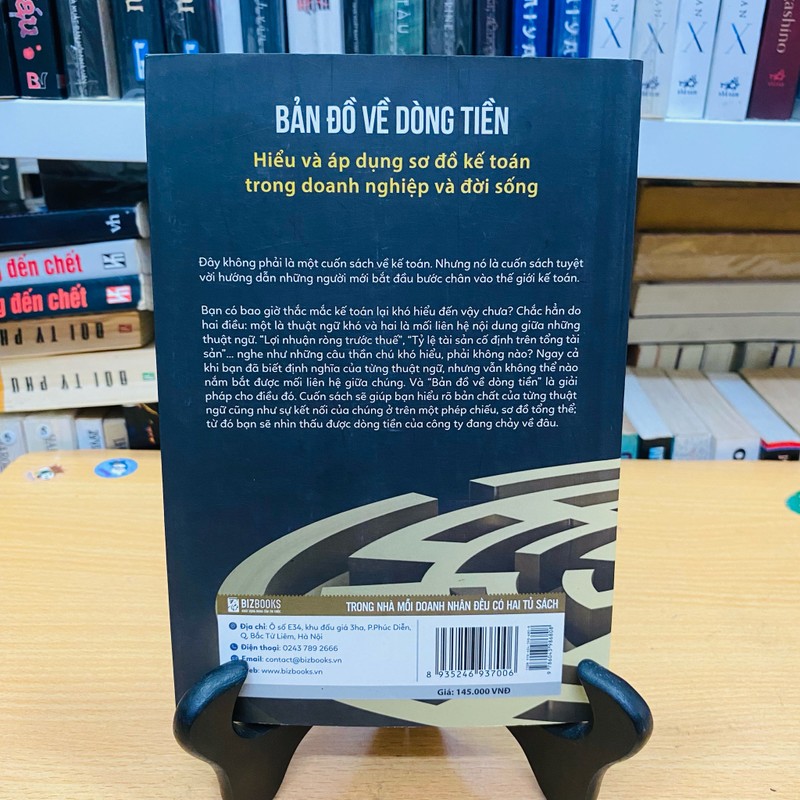 BẢN ĐỒ VỀ DÒNG TIỀN
Hiểu và áp dụng sơ đồ kế toán
trong doanh nghiệp và đời sống
Đây không phải là một cuốn sách về kế toán. Nhưng nó là cuốn sách tuyệt
vời hướng dẫn những người mới bắt đầu bước chân vào thế giới kế toán.
Bạn có bao giờ thắc mắc kế toán lại khó hiểu đến vậy chưa? Chắc hẳn do
hai điều: một là thuật ngữ khó và hai là mối liên hệ nội dung giữa những
thuật ngữ. "Lợi nhuận ròng trước thuế", "Tỷ lệ tài sản cố định trên tổng tài
sản"... nghe như những câu thần chú khó hiểu, phải không nào? Ngay cả
khi bạn đã biết định nghĩa của từng thuật ngữ, nhưng vẫn không thể nào
nắm bắt được mối liên hệ giữa chúng. Và "Bản đồ về dòng tiền" là giải
pháp cho điều đó. Cuốn sách sẽ giúp bạn hiểu rõ bản chất của từng thuật
ngữ cũng như sự kết nối của chúng ở trên một phép chiếu, sơ đồ tổng thể;
từ đó bạn sẽ nhìn thấu được dòng tiền của công ty đang chảy về đâu.
BIZBOOKS
TRONG NHÀ MỖI DOANH NHÂN ĐỀU CÓ HAI TỦ SÁCH
Địa chỉ: Ô số E34, khu đấu giá 3ha, P.Phúc Diễn,
Q, Bắc Từ Liêm, Hà Nội
Điện thoại: 0243 789 2666
Email: contact@bizbooks.vn
Web: www.bizbooks.vn
8 935246 937006
Giá: 145.000 VNĐ
vh
đến chết
đến chết
ĐỘI TỶ PHÚ
X
X
X